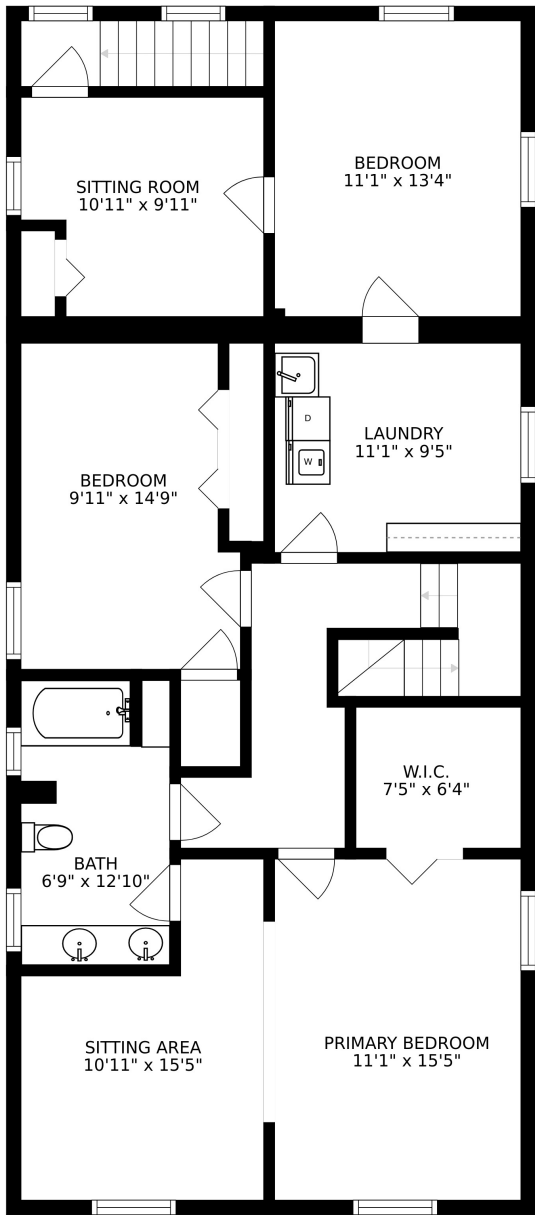 BEDROOM
11'1" x 13'4"
SITTING ROOM
10'11" x 9'11"
D
W
LAUNDRY
11'1" x 9'5"
BEDROOM
9'11" x 14'9"
W.I.C.
7'5" x 6'4"
BATH
6'9" x 12'10"
SITTING AREA
10'11" x 15'5"
PRIMARY BEDROOM
11'1" x 15'5"